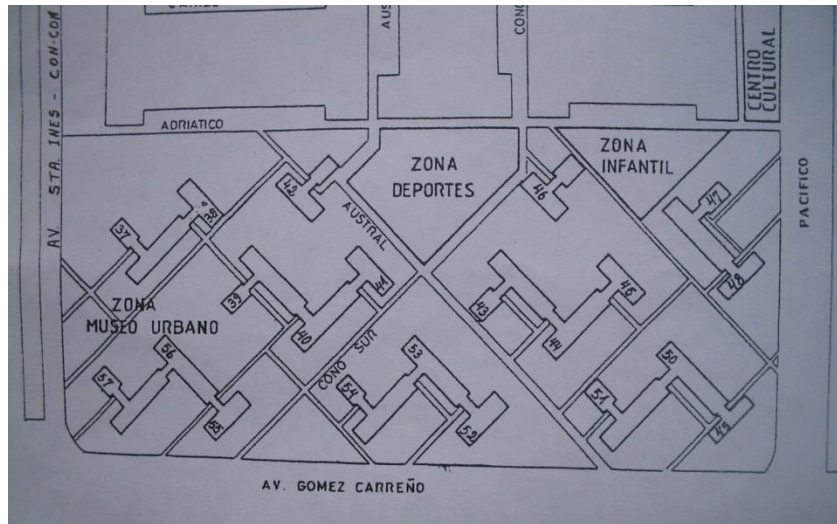 AV. STA. INES - CON-CON
AUS
CONO
CENTRO
CULTURAL
ADRIATICO
ZONA
DEPORTES
ZONA
INFANTIL
PACIFICO
42
46
47
AUSTRAL
38
37
39
41
40
43
45
44
48
ZONA
MUSEO URBANO
CONO SUR
56
57
55
53
54
52
50
51
49
AV. GOMEZ CARREÑO